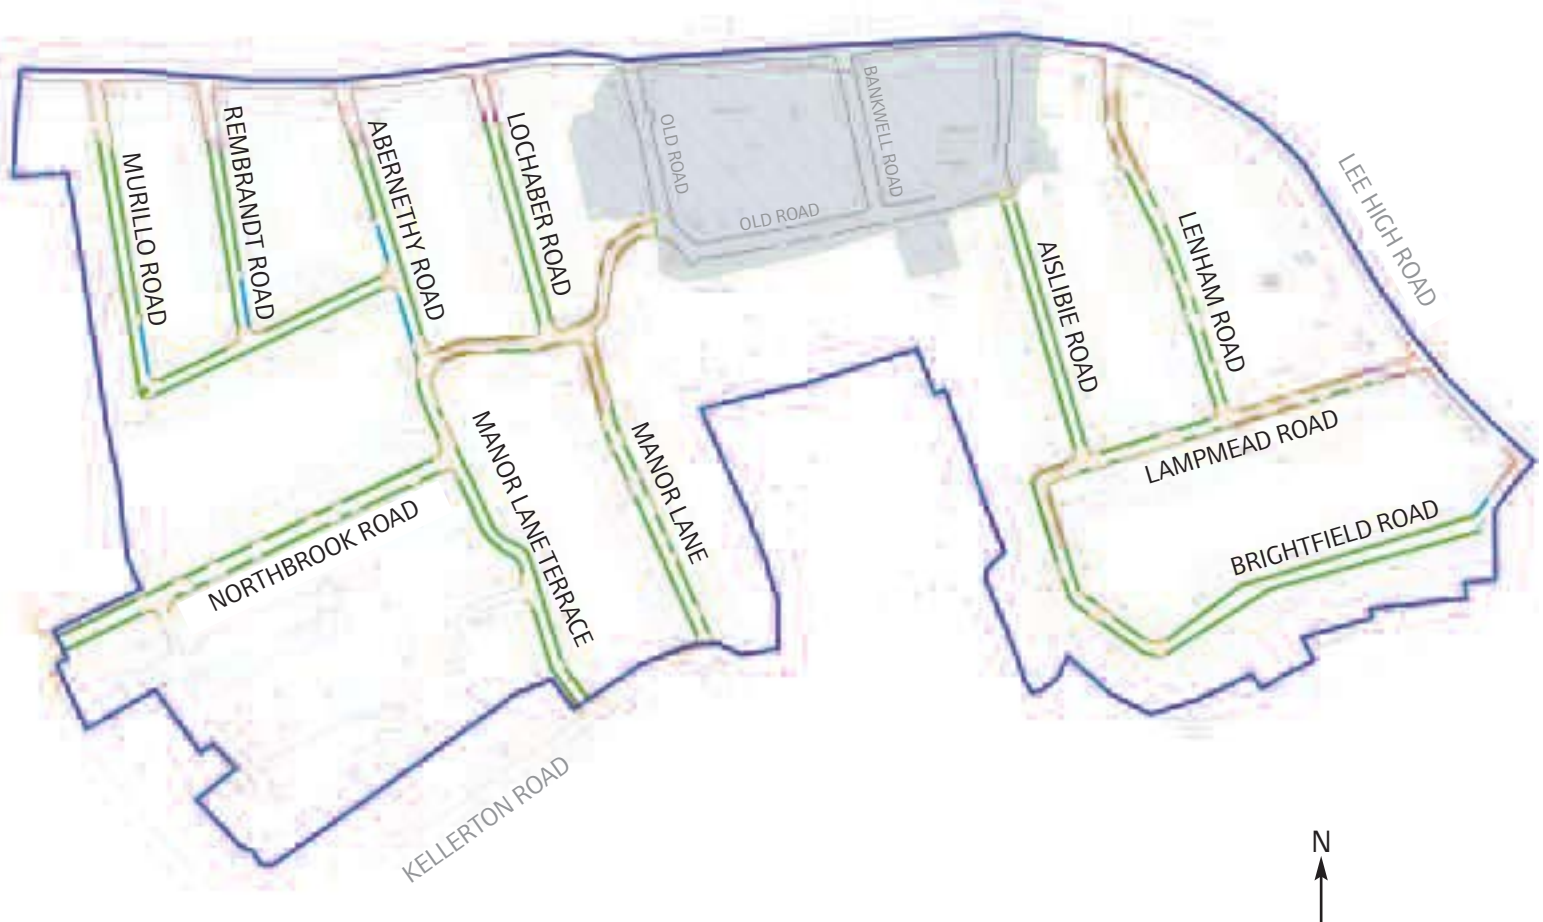 MURILLO ROAD
REMBRANDT ROAD
ABERNETHY ROAD
LOCHABER ROAD
OLD ROAD
OLD ROAD
BANKWELL ROAD
AISLIBIE ROAD
LENHAM ROAD
LEE HIGH ROAD
LAMPMEAD ROAD
BRIGHTFIELD ROAD
MANOR LANE
MANOR LANE TERRACE
NORTHBROOK ROAD
KELLERTON ROAD
N